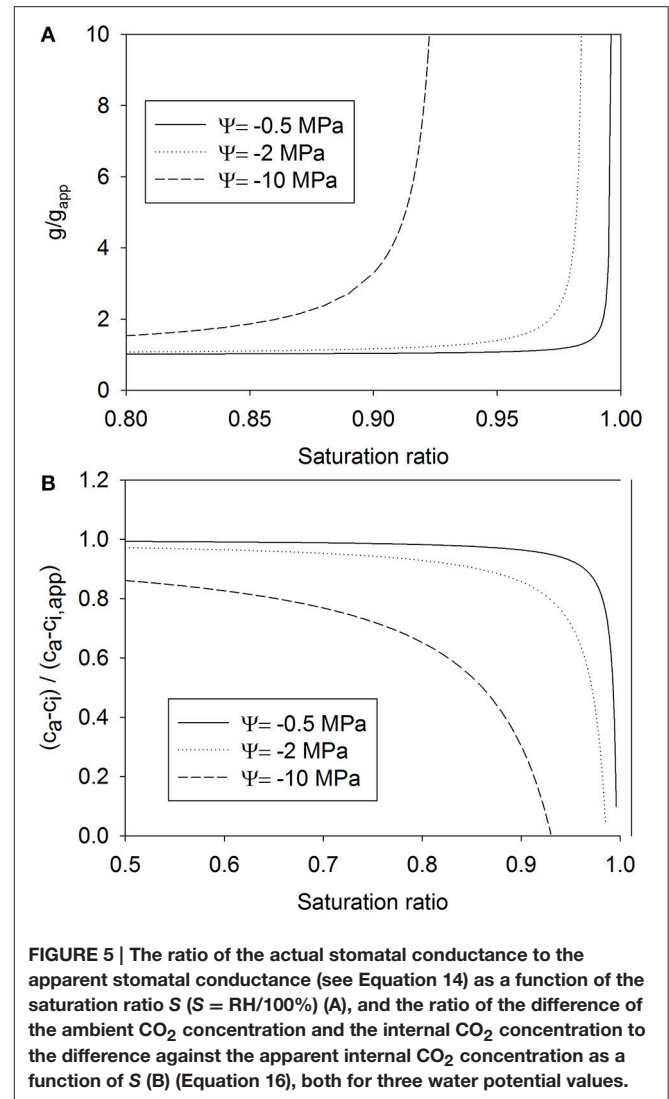 A
10
8
6
4
2
0
g/g_app
Ψ= -0.5 MPa
Ψ= -2 MPa
Ψ= -10 MPa
0.80 0.85 0.90 0.95 1.00
Saturation ratio
B
1.2
1.0
0.8
0.6
0.4
0.2
0.0
(c_a-c_i) / (c_a-c_i,app)
Ψ= -0.5 MPa
Ψ= -2 MPa
Ψ= -10 MPa
0.5 0.6 0.7 0.8 0.9 1.0
Saturation ratio
FIGURE 5 | The ratio of the actual stomatal conductance to the
apparent stomatal conductance (see Equation 14) as a function of the
saturation ratio S (S = RH/100%) (A), and the ratio of the difference of
the ambient CO₂ concentration and the internal CO₂ concentration to
the difference against the apparent internal CO₂ concentration as a
function of S (B) (Equation 16), both for three water potential values.